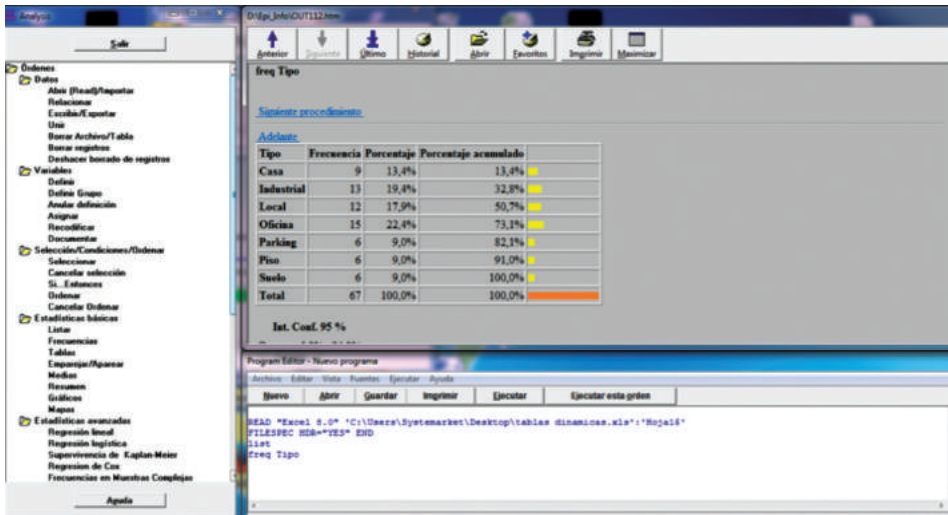 Analysis
Salir
Órdenes
Datos
Abrir (Read)/Importar
Relacionar
Escribir/Exportar
Unir
Borrar Archivo/Tabla
Borrar registros
Deshacer borrado de registros
Variables
Definir
Definir Grupo
Anular definición
Asignar
Recodificar
Documentar
Selección/Condiciones/Ordenar
Seleccionar
Cancelar selección
Si...Entonces
Ordenar
Cancelar Ordenar
Estadísticas básicas
Listar
Frecuencias
Tablas
Emparejar/Aparear
Medias
Resumen
Gráficos
Mapas
Estadísticas avanzadas
Regresión lineal
Regresión logística
Supervivencia de Kaplan-Meier
Regresion de Cox
Frecuencias en Muestras Complejas
Ayuda
D:\Epi_Info\OUT112.htm
Anterior Siguiente Último Historial Abrir Favoritos Imprimir Maximizar
freq Tipo
Siguiente procedimiento
Adelante
Tipo Frecuencia Porcentaje Porcentaje acumulado
Casa 9 13,4% 13,4%
Industrial 13 19,4% 32,8%
Local 12 17,9% 50,7%
Oficina 15 22,4% 73,1%
Parking 6 9,0% 82,1%
Piso 6 9,0% 91,0%
Suelo 6 9,0% 100,0%
Total 67 100,0% 100,0%
Int. Conf. 95 %
Program Editor - Nuevo programa
Archivo Editar Vista Fuentes Ejecutar Ayuda
Nuevo Abrir Guardar Imprimir Ejecutar Ejecutar esta orden
READ "Excel 8.0" 'C:\Users\Systemarket\Desktop\tablas dinamicas.xls':'Hoja16'
FILESPEC HDR="YES" END
list
freq Tipo